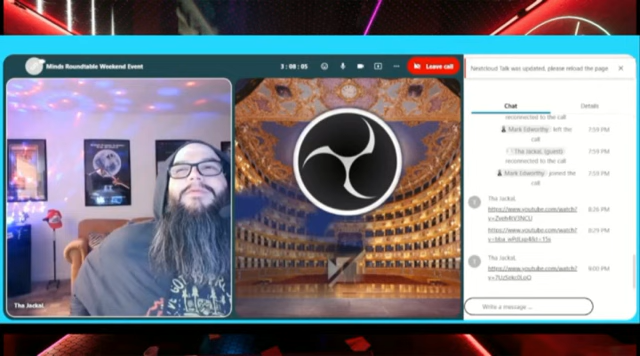 Minds Roundtable Weekend Event
3:08:05
Leave call
Nextcloud Talk was updated, please reload the page
Chat
Details
reconnected to the call
Mark Edworthy left the
call
7:59 PM
The Jackal (guest)
reconnected to the call
7:59 PM
Mark Edworthy joined the
call
7:59 PM
The Jackal
8:26 PM
https://www.youtube.com/watch?
https://www.youtube.com/watch?
8:29 PM
The Jackal
https://www.youtube.com/watch?
9:00 PM
Write a message ...
The Jackal